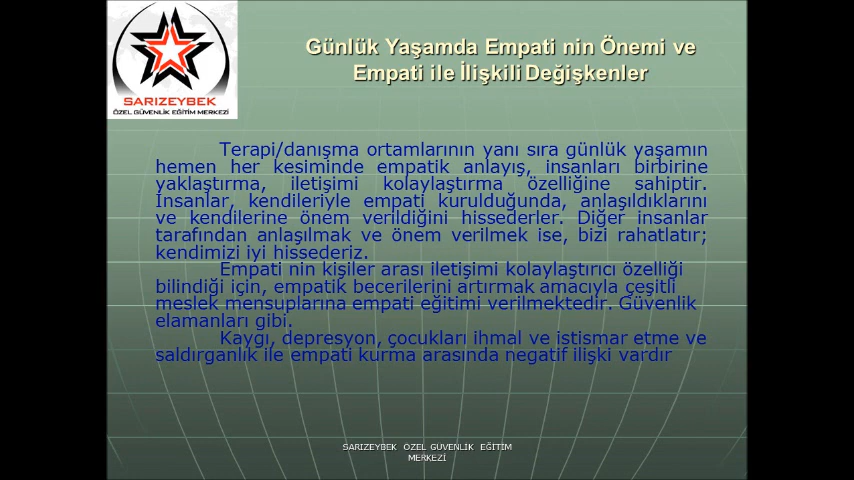 SARIZEYBEK
ÖZEL GÜVENLİK EĞİTİM MERKEZİ
Günlük Yaşamda Empati nin Önemi ve
Empati ile İlişkili Değişkenler
Terapi/danışma ortamlarının yanı sıra günlük yaşamın
hemen her kesiminde empatik anlayış, insanları birbirine
yaklaştırma, iletişimi kolaylaştırma özelliğine sahiptir.
İnsanlar, kendileriyle empati kurulduğunda, anlaşıldıklarını
ve kendilerine önem verildiğini hissederler. Diğer insanlar
tarafından anlaşılmak ve önem verilmek ise, bizi rahatlatır;
kendimizi iyi hissederiz.
Empati nin kişiler arası iletişimi kolaylaştırıcı özelliği
bilindiği için, empatik becerilerini artırmak amacıyla çeşitli
meslek mensuplarına empati eğitimi verilmektedir. Güvenlik
elamanları gibi.
Kaygı, depresyon, çocukları ihmal ve istismar etme ve
saldırganlık ile empati kurma arasında negatif ilişki vardır
SARIZEYBEK ÖZEL GÜVENLİK EĞİTİM
MERKEZİ